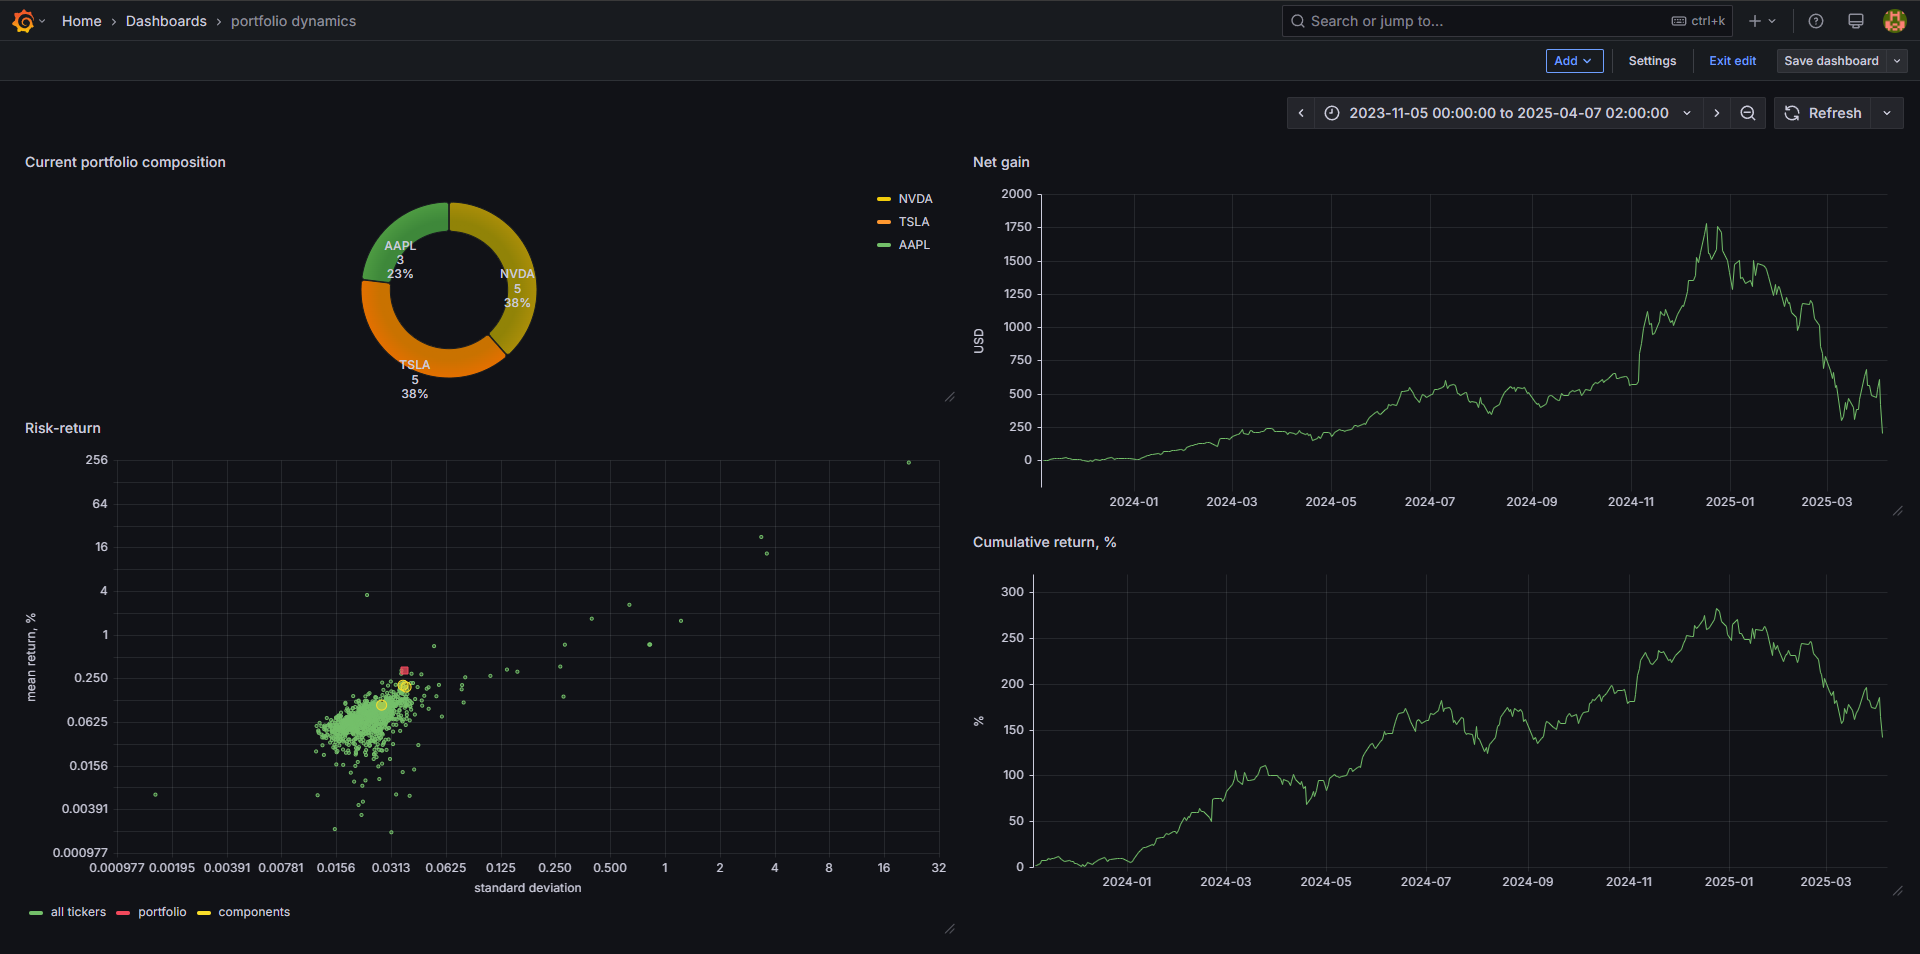 Home › Dashboards › portfolio dynamics
Search or jump to...
ctrl+k
Add
Settings
Exit edit
Save dashboard
2023-11-05 00:00:00 to 2025-04-07 02:00:00
Refresh
Current portfolio composition
NVDA
TSLA
AAPL
AAPL
3
23%
NVDA
5
38%
TSLA
5
38%
Net gain
2000
1750
1500
1250
1000
750
500
250
0
USD
2024-01 2024-03 2024-05 2024-07 2024-09 2024-11 2025-01 2025-03
Risk-return
256
64
16
4
1
0.250
0.0625
0.0156
0.00391
0.000977
mean return, %
0.000977 0.00195 0.00391 0.00781 0.0156 0.0313 0.0625 0.125 0.250 0.500 1 2 4 8 16 32
standard deviation
all tickers portfolio components
Cumulative return, %
300
250
200
150
100
50
0
%
2024-01 2024-03 2024-05 2024-07 2024-09 2024-11 2025-01 2025-03